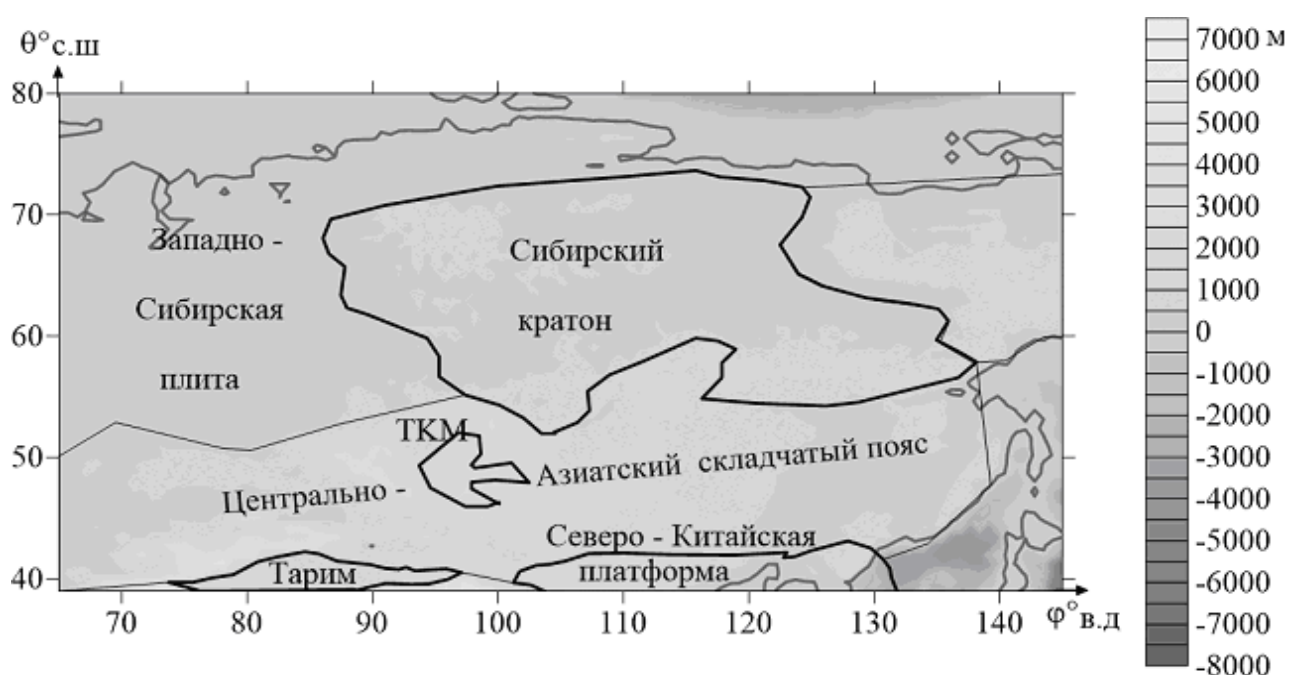 θ° с.ш
80
70
60
50
40
70
80
90
100
110
120
130
140
φ° в.д
Западно -
Сибирская
плита
Сибирский
кратон
ТКМ
Центрально -
Азиатский складчатый пояс
Северо - Китайская
платформа
Тарим
7000 м
6000
5000
4000
3000
2000
1000
0
-1000
-2000
-3000
-4000
-5000
-6000
-7000
-8000